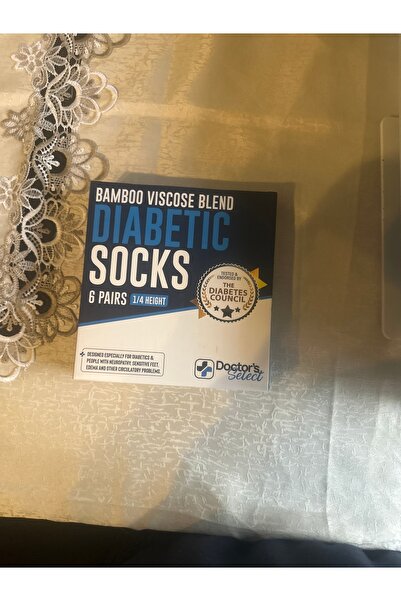 BAMBOO VISCOSE BLEND
DIABETIC
SOCKS
6 PAIRS 1/4 HEIGHT
TESTED &
ENDORSED BY
THE
DIABETES
COUNCIL
DESIGNED ESPECIALLY FOR DIABETICS &
PEOPLE WITH NEUROPATHY, SENSITIVE FEET,
EDEMA AND OTHER CIRCULATORY PROBLEMS.
Doctor's
Select